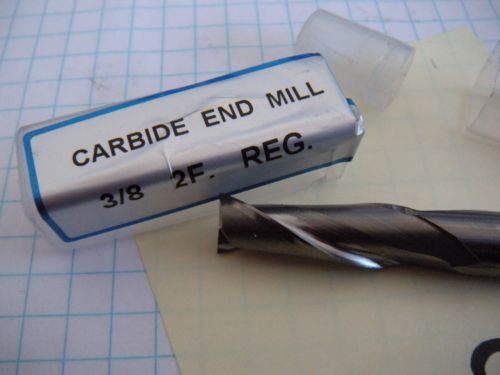 CARBIDE END MILL
3/8 2F. REG.